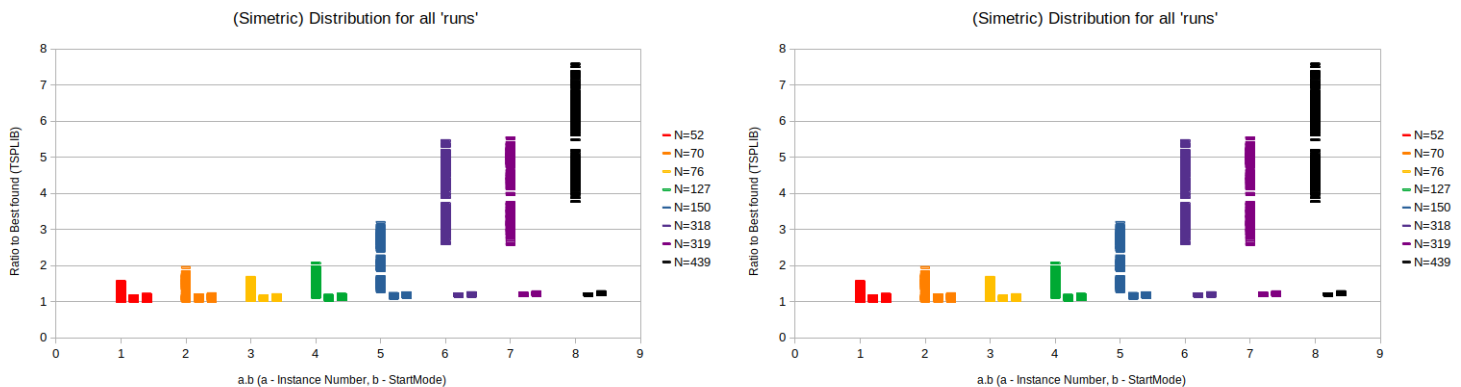 (Simetric) Distribution for all 'runs'
8
7
6
5
4
3
2
1
0
0 1 2 3 4 5 6 7 8 9
Ratio to Best found (TSPLIB)
a.b (a - Instance Number, b - StartMode)
N=52
N=70
N=76
N=127
N=150
N=318
N=319
N=439
(Simetric) Distribution for all 'runs'
8
7
6
5
4
3
2
1
0
0 1 2 3 4 5 6 7 8 9
Ratio to Best found (TSPLIB)
a.b (a - Instance Number, b - StartMode)
N=52
N=70
N=76
N=127
N=150
N=318
N=319
N=439